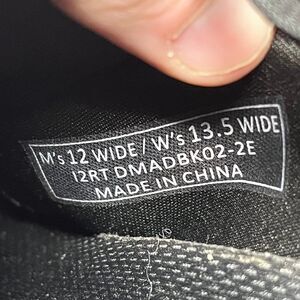 M's 12 WIDE / W's 13.5 WIDE
12RT DMADBK02-2E
MADE IN CHINA